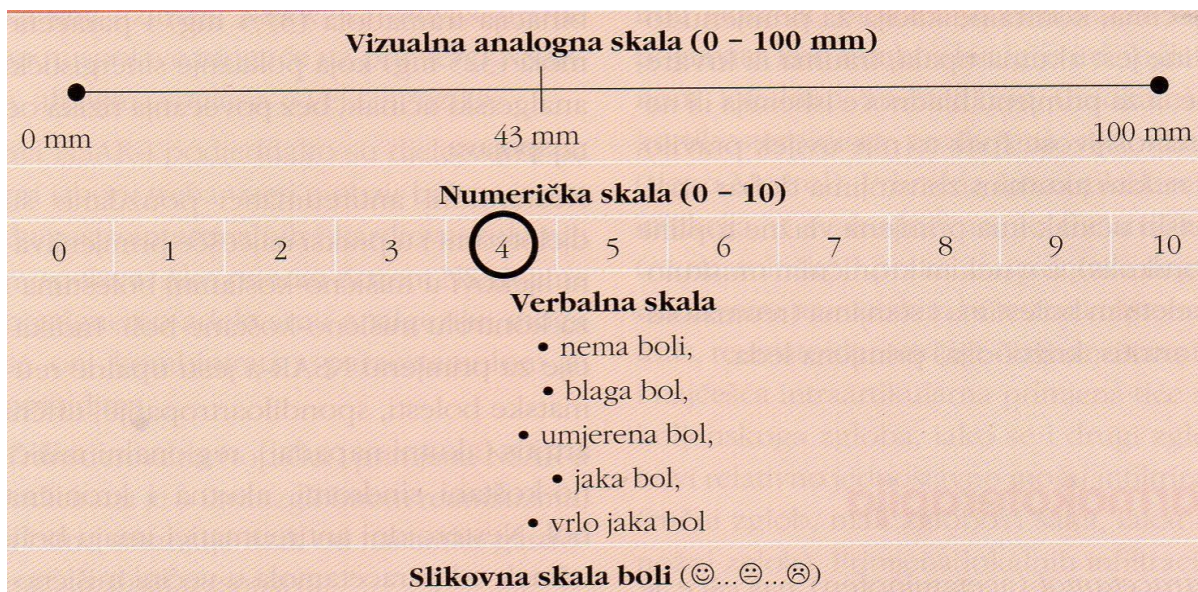 Vizualna analogna skala (0 – 100 mm)
0 mm 43 mm 100 mm
Numerička skala (0 – 10)
0 1 2 3 4 5 6 7 8 9 10
Verbalna skala
• nema boli,
• blaga bol,
• umjerena bol,
• jaka bol,
• vrlo jaka bol
Slikovna skala boli (☺...😐...☹)